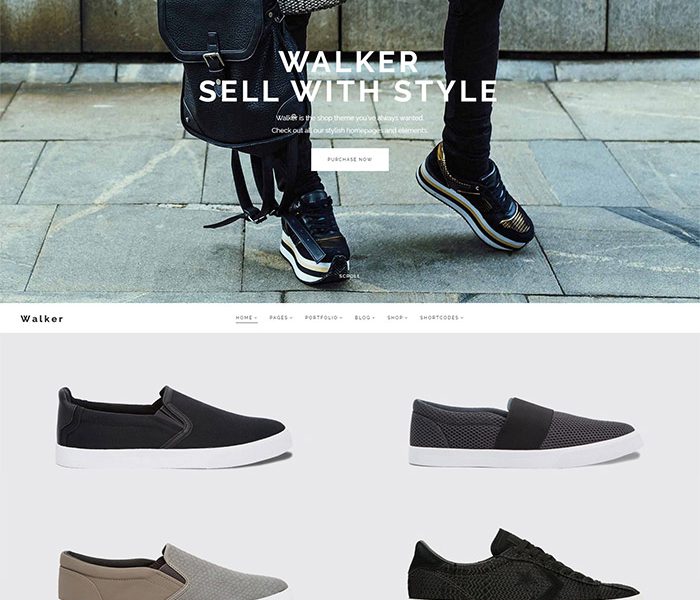 WALKER
SELL WITH STYLE
Walker is the shop theme you've always wanted.
Check out all our stylish homepages and elements.
PURCHASE NOW
SCROLL
Walker
HOME
PAGES
PORTFOLIO
BLOG
SHOP
SHORTCODES